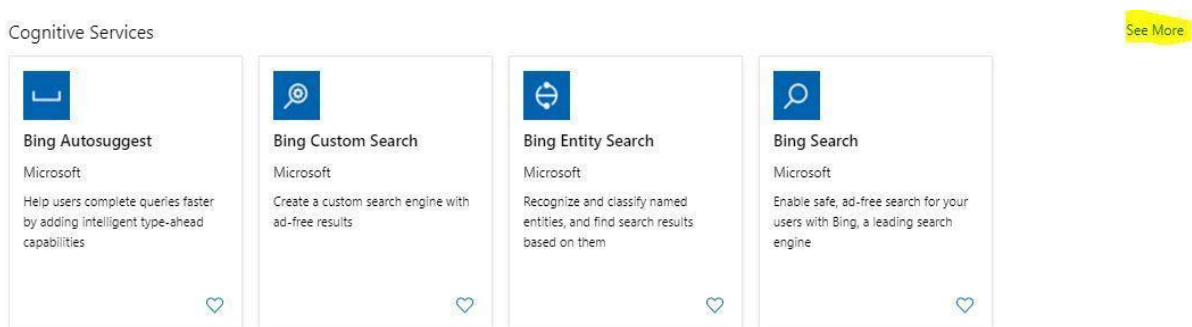 Cognitive Services
See More
Bing Autosuggest
Microsoft
Help users complete queries faster
by adding intelligent type-ahead
capabilities
Bing Custom Search
Microsoft
Create a custom search engine with
ad-free results
Bing Entity Search
Microsoft
Recognize and classify named
entities, and find search results
based on them
Bing Search
Microsoft
Enable safe, ad-free search for your
users with Bing, a leading search
engine